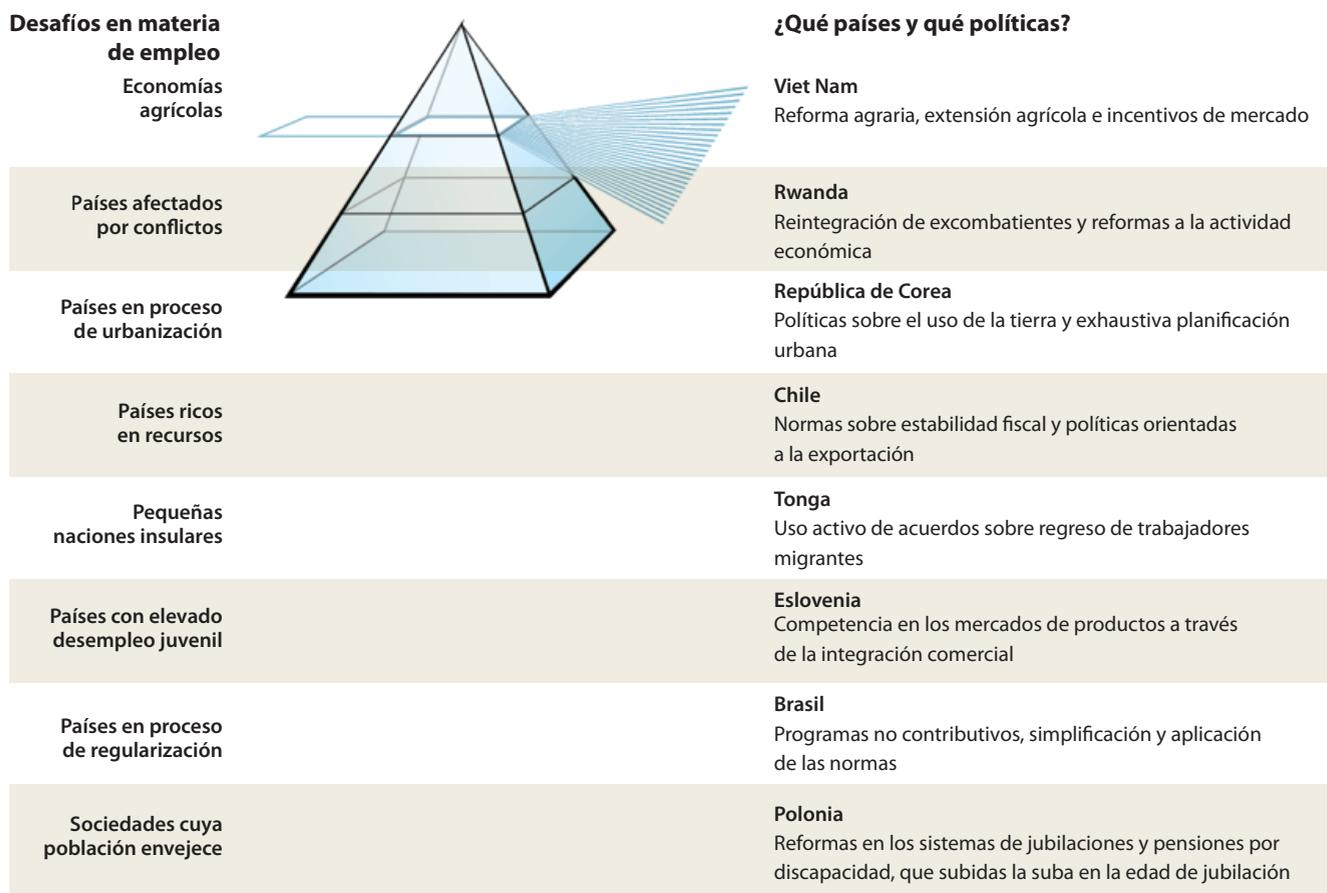 Desafíos en materia
de empleo
¿Qué países y qué políticas?
Economías
agrícolas
Viet Nam
Reforma agraria, extensión agrícola e incentivos de mercado
Países afectados
por conflictos
Rwanda
Reintegración de excombatientes y reformas a la actividad
económica
Países en proceso
de urbanización
República de Corea
Políticas sobre el uso de la tierra y exhaustiva planificación
urbana
Países ricos
en recursos
Chile
Normas sobre estabilidad fiscal y políticas orientadas
a la exportación
Pequeñas
naciones insulares
Tonga
Uso activo de acuerdos sobre regreso de trabajadores
migrantes
Países con elevado
desempleo juvenil
Eslovenia
Competencia en los mercados de productos a través
de la integración comercial
Países en proceso
de regularización
Brasil
Programas no contributivos, simplificación y aplicación
de las normas
Sociedades cuya
población envejece
Polonia
Reformas en los sistemas de jubilaciones y pensiones por
discapacidad, que subidas la suba en la edad de jubilación